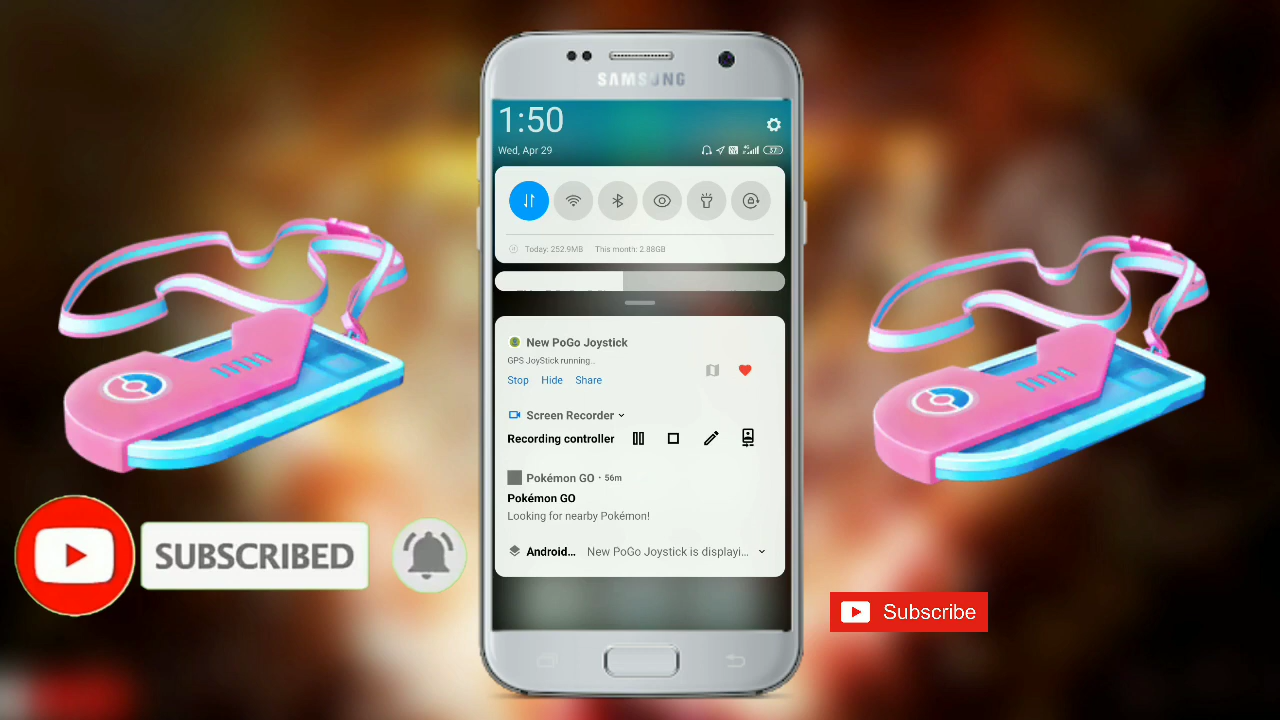 SAMSUNG
1:50
Wed, Apr 29
37
Today: 252.9MB This month: 2.88GB
New PoGo Joystick
GPS JoyStick running..
Stop Hide Share
Screen Recorder
Recording controller
Pokémon GO · 56m
Pokémon GO
Looking for nearby Pokémon!
Android... New PoGo Joystick is displayi...
SUBSCRIBED
Subscribe